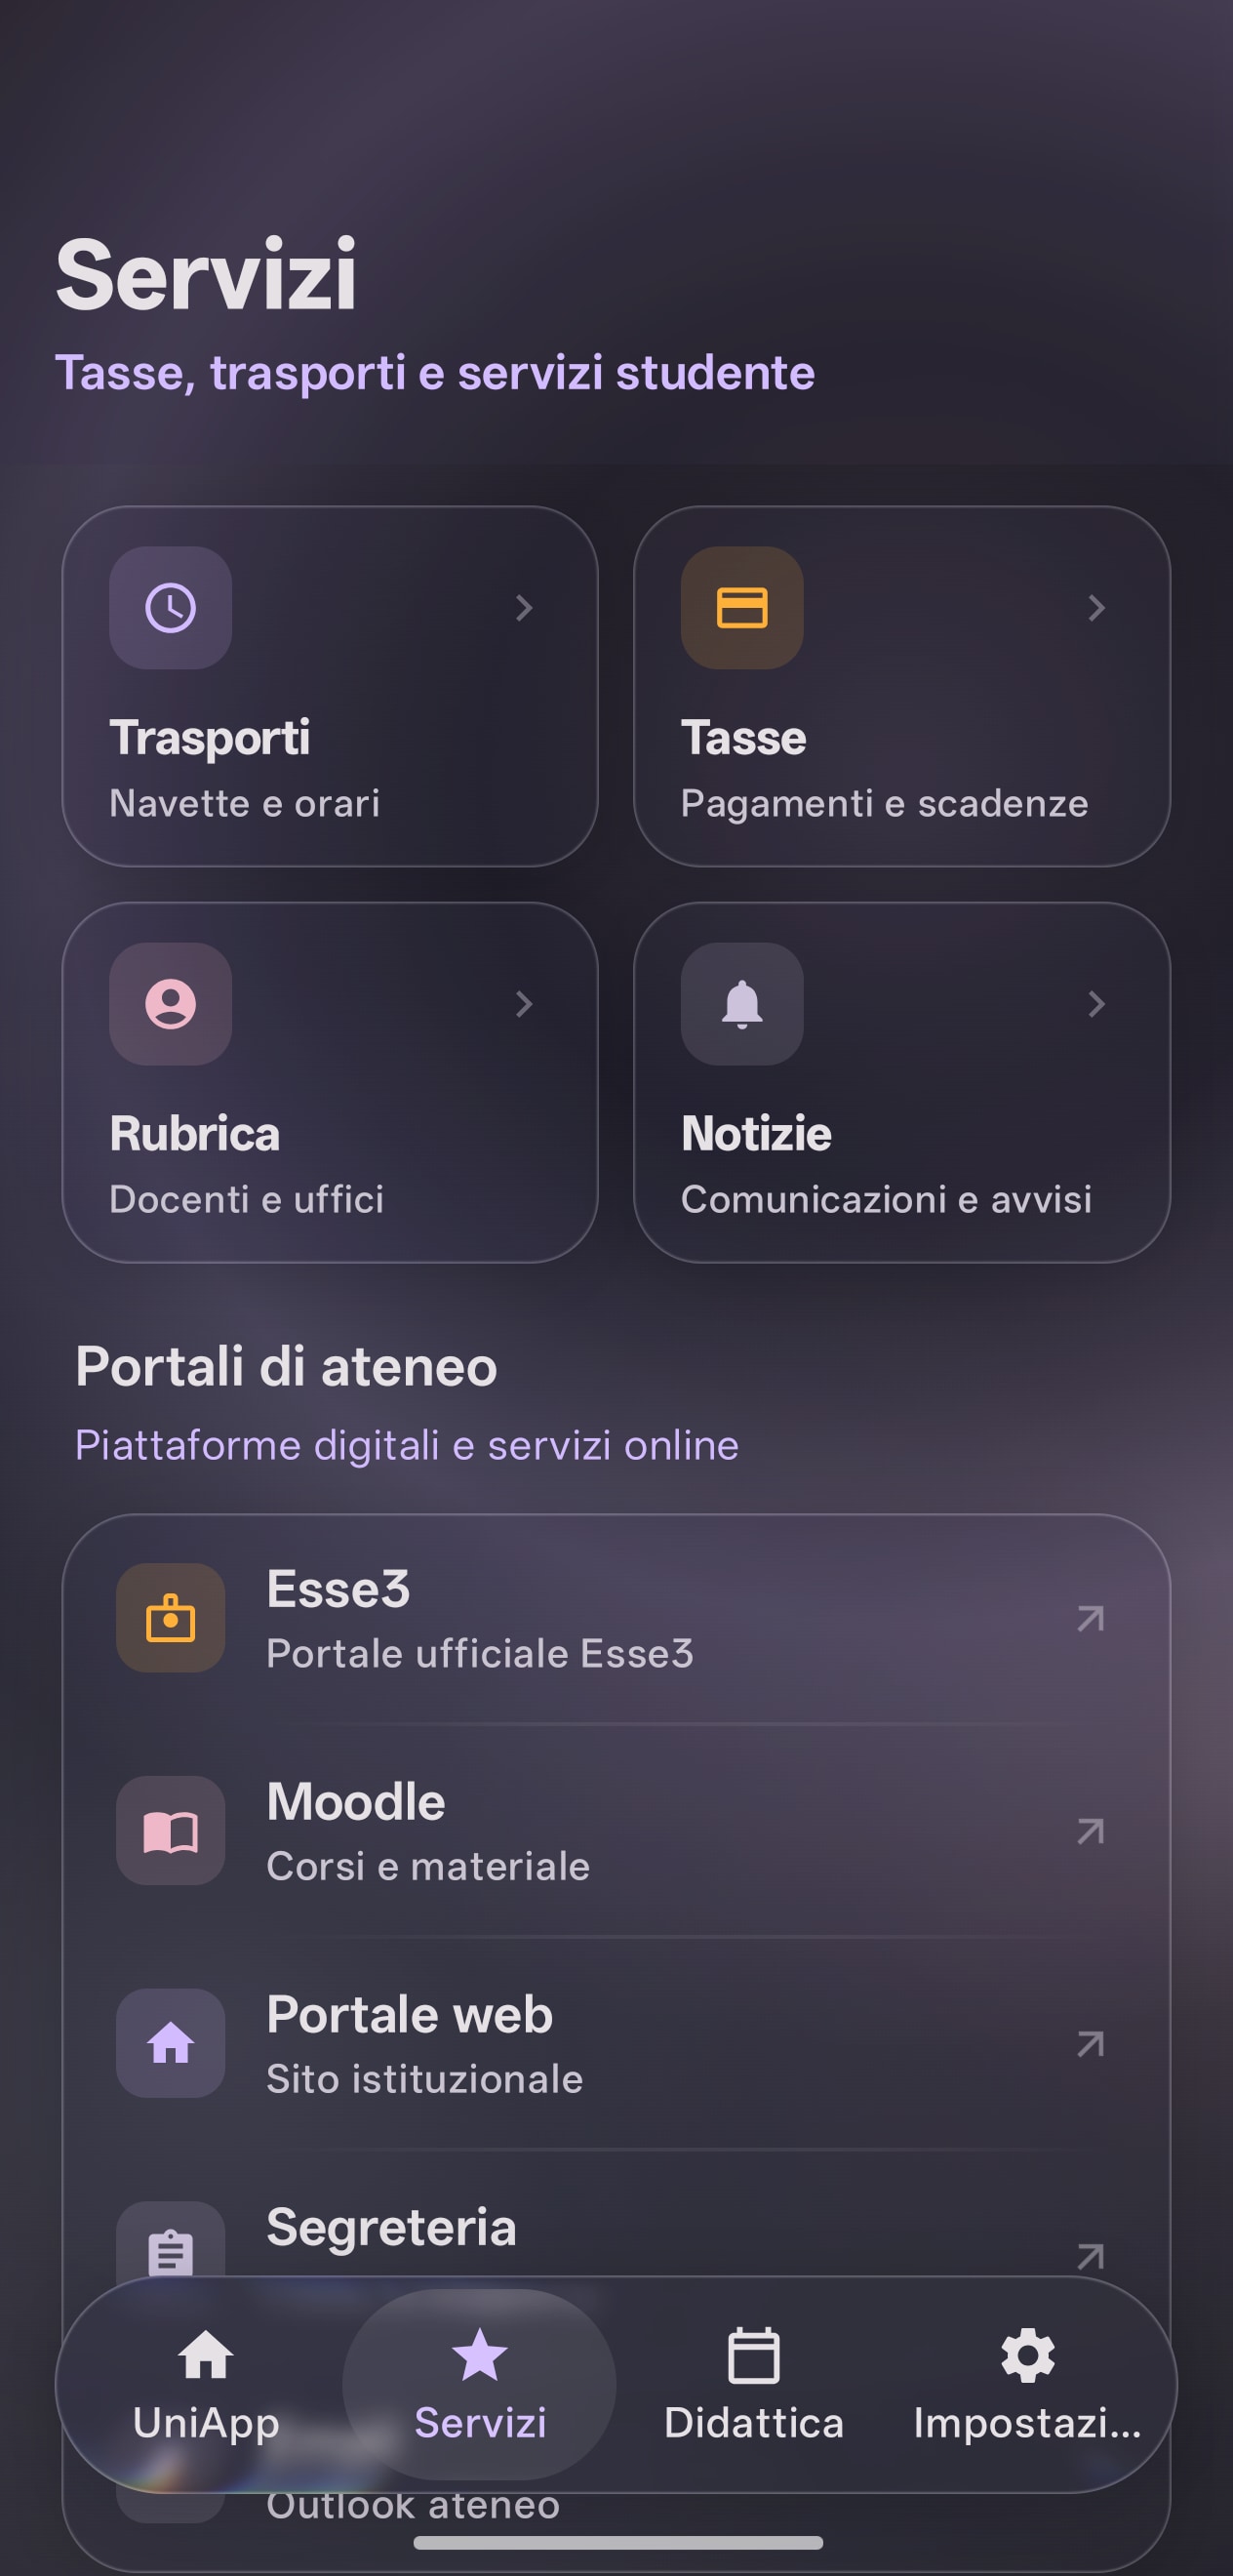 Servizi
Tasse, trasporti e servizi studente
Trasporti
Navette e orari
Tasse
Pagamenti e scadenze
Rubrica
Docenti e uffici
Notizie
Comunicazioni e avvisi
Portali di ateneo
Piattaforme digitali e servizi online
Esse3
Portale ufficiale Esse3
Moodle
Corsi e materiale
Portale web
Sito istituzionale
Segreteria
UniApp
Servizi
Didattica
Impostazi...
Outlook ateneo